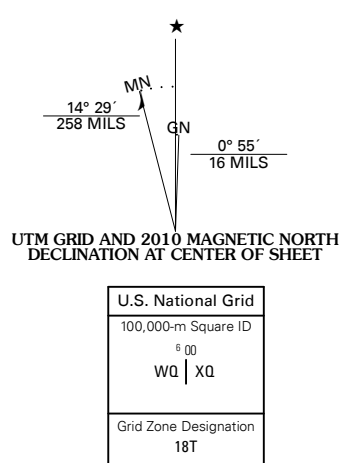 ★
MN
14° 29´
258 MILS
GN
0° 55´
16 MILS
UTM GRID AND 2010 MAGNETIC NORTH
DECLINATION AT CENTER OF SHEET
U.S. National Grid
100,000-m Square ID
6 00
WQ XQ
Grid Zone Designation
18T